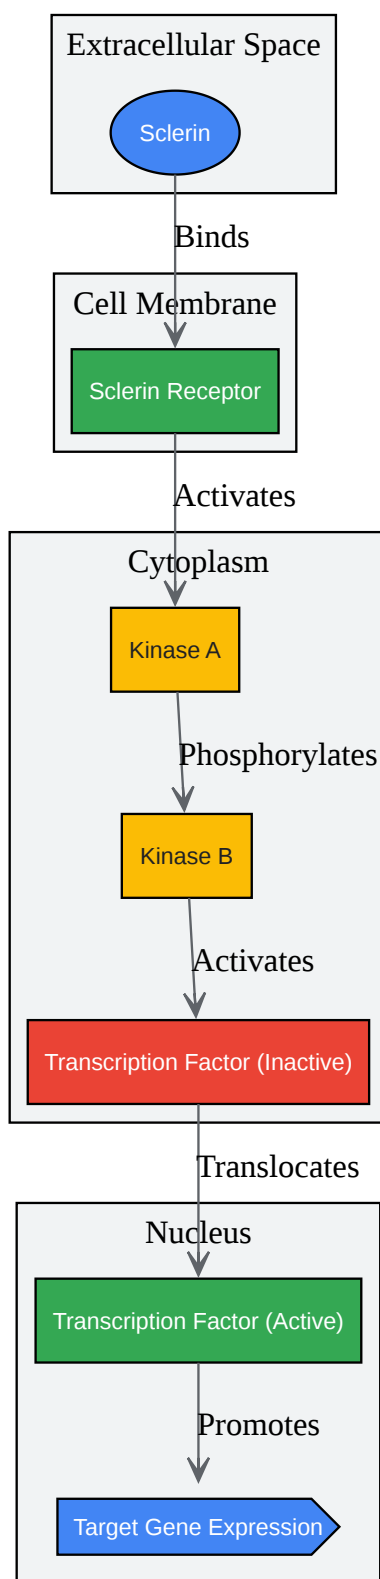 Extracellular Space
Sclerin
Binds
Cell Membrane
Sclerin Receptor
Activates
Cytoplasm
Kinase A
Phosphorylates
Kinase B
Activates
Transcription Factor (Inactive)
Translocates
Nucleus
Transcription Factor (Active)
Promotes
Target Gene Expression